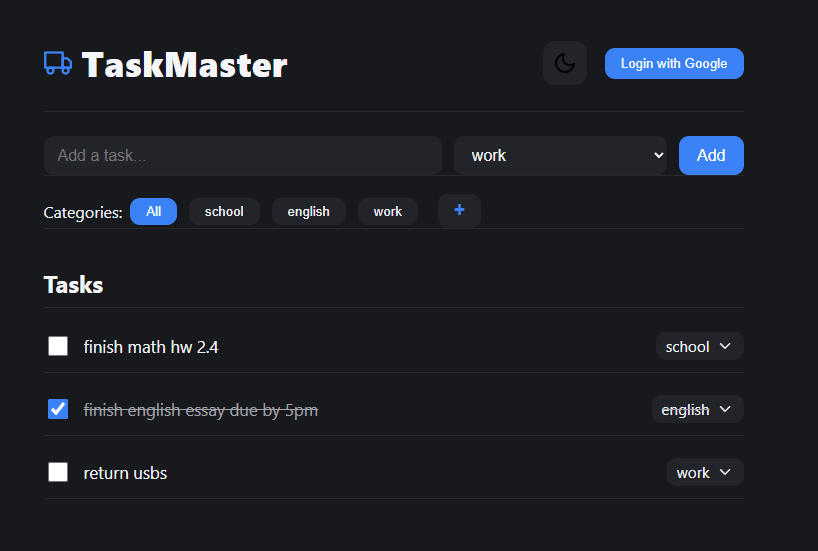 TaskMaster
Login with Google
Add a task...
work
Add
Categories: All school english work +
Tasks
finish math hw 2.4 school
finish english essay due by 5pm english
return usbs work